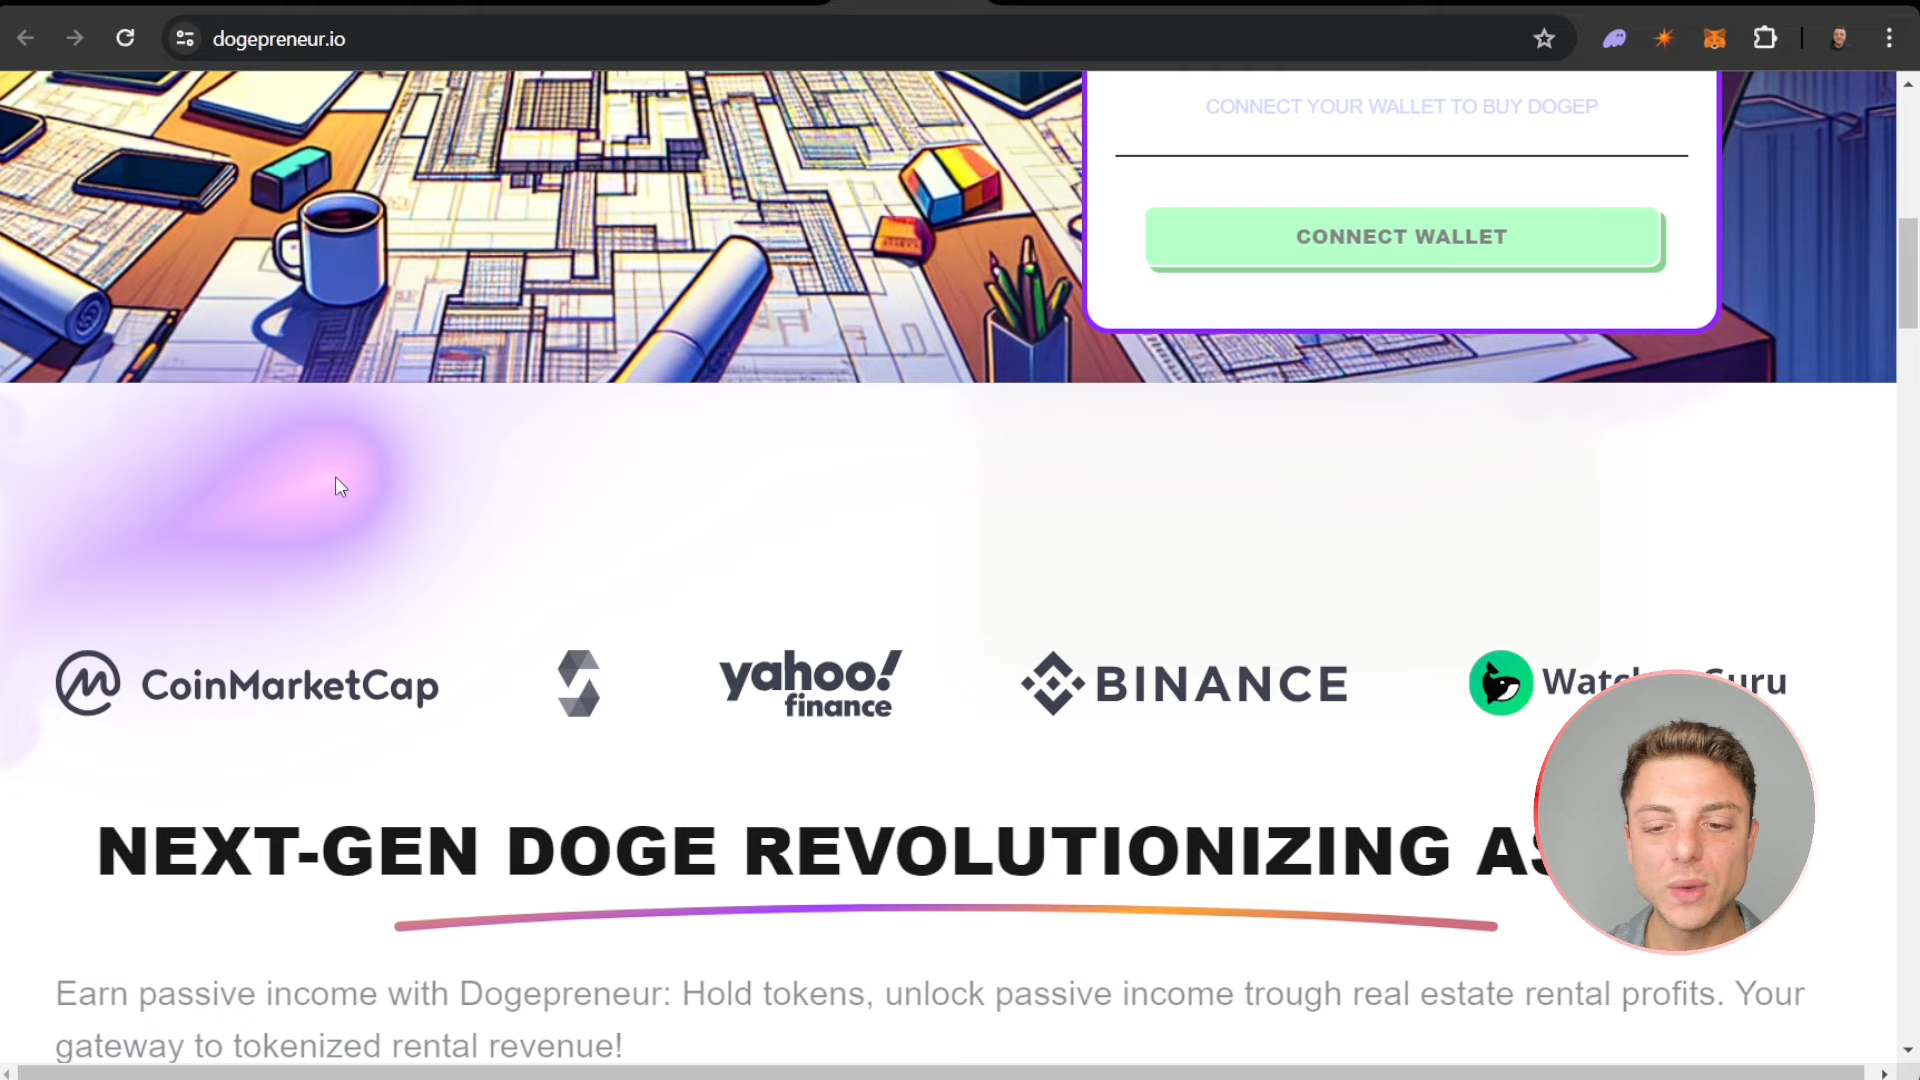 dogepreneur.io
CONNECT YOUR WALLET TO BUY DOGEP
CONNECT WALLET
CoinMarketCap
yahoo!
finance
BINANCE
Guru
NEXT-GEN DOGE REVOLUTIONIZING
Earn passive income with Dogepreneur: Hold tokens, unlock passive income trough real estate rental profits. Your
gateway to tokenized rental revenue!